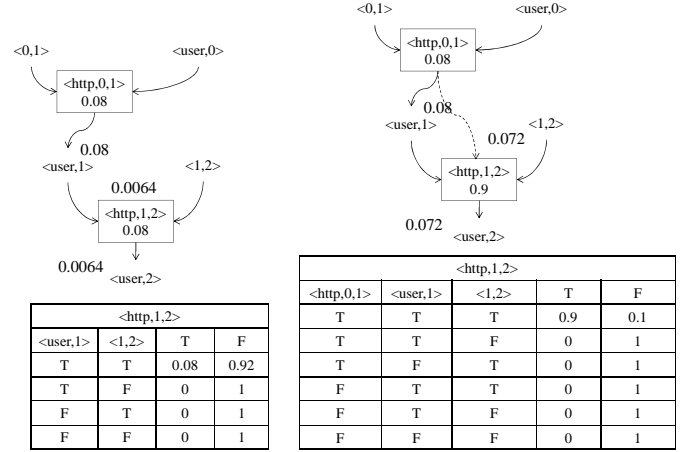 <0,1>
<user,0>
<http,0,1>
0.08
0.08
<user,1>
<1,2>
0.0064
<http,1,2>
0.08
0.0064
<user,2>
<http,1,2>
<user,1> <1,2> T F
T T 0.08 0.92
T F 0 1
F T 0 1
F F 0 1
<0,1>
<user,0>
<http,0,1>
0.08
0.08
<user,1>
0.072
<1,2>
<http,1,2>
0.9
0.072
<user,2>
<http,1,2>
<http,0,1> <user,1> <1,2> T F
T T T 0.9 0.1
T T F 0 1
T F T 0 1
F T T 0 1
F T F 0 1
F F F 0 1